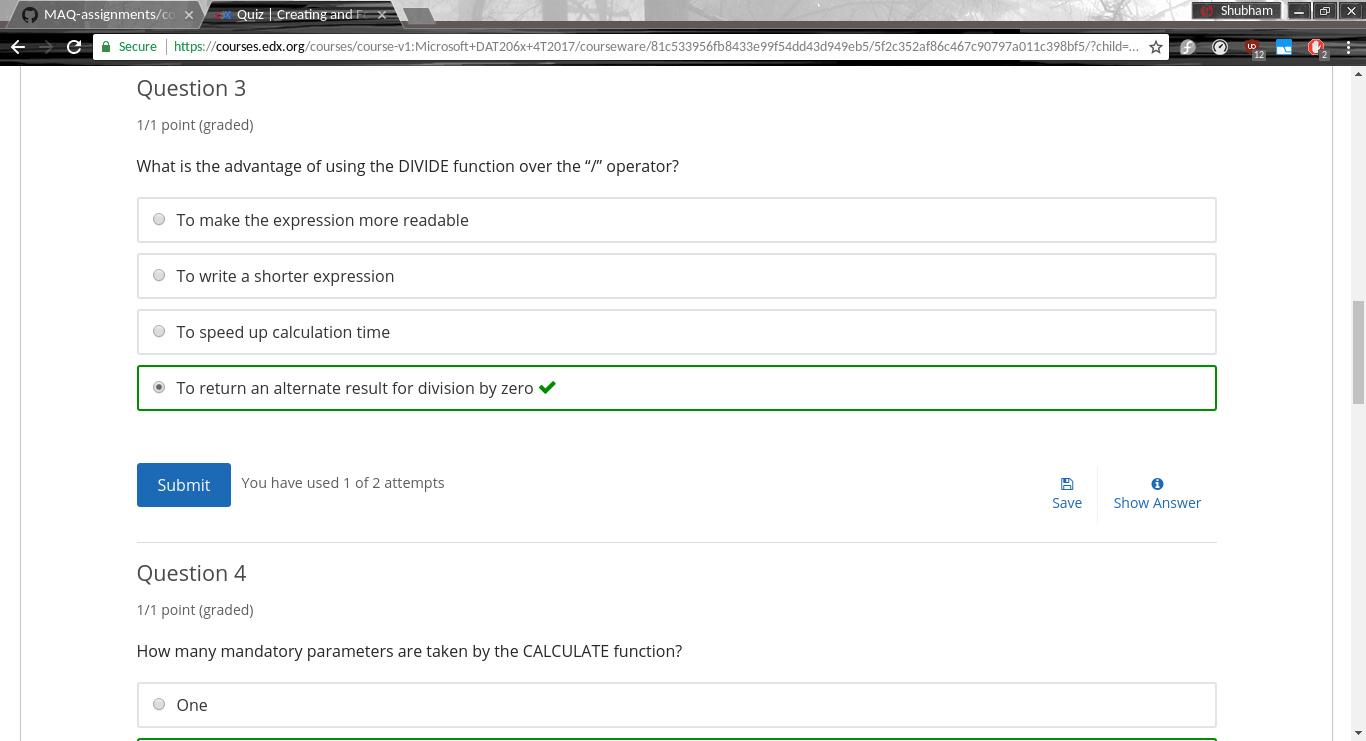 MAQ-assignments/co
Quiz | Creating and F
Shubham
Secure
https://courses.edx.org/courses/course-v1:Microsoft+DAT206x+4T2017/courseware/81c533956fb8433e99f54dd43d949eb5/5f2c352af86c467c90797a011c398bf5/?child=...
12
2
Question 3
1/1 point (graded)
What is the advantage of using the DIVIDE function over the “/” operator?
To make the expression more readable
To write a shorter expression
To speed up calculation time
To return an alternate result for division by zero
Submit
You have used 1 of 2 attempts
Save
Show Answer
Question 4
1/1 point (graded)
How many mandatory parameters are taken by the CALCULATE function?
One